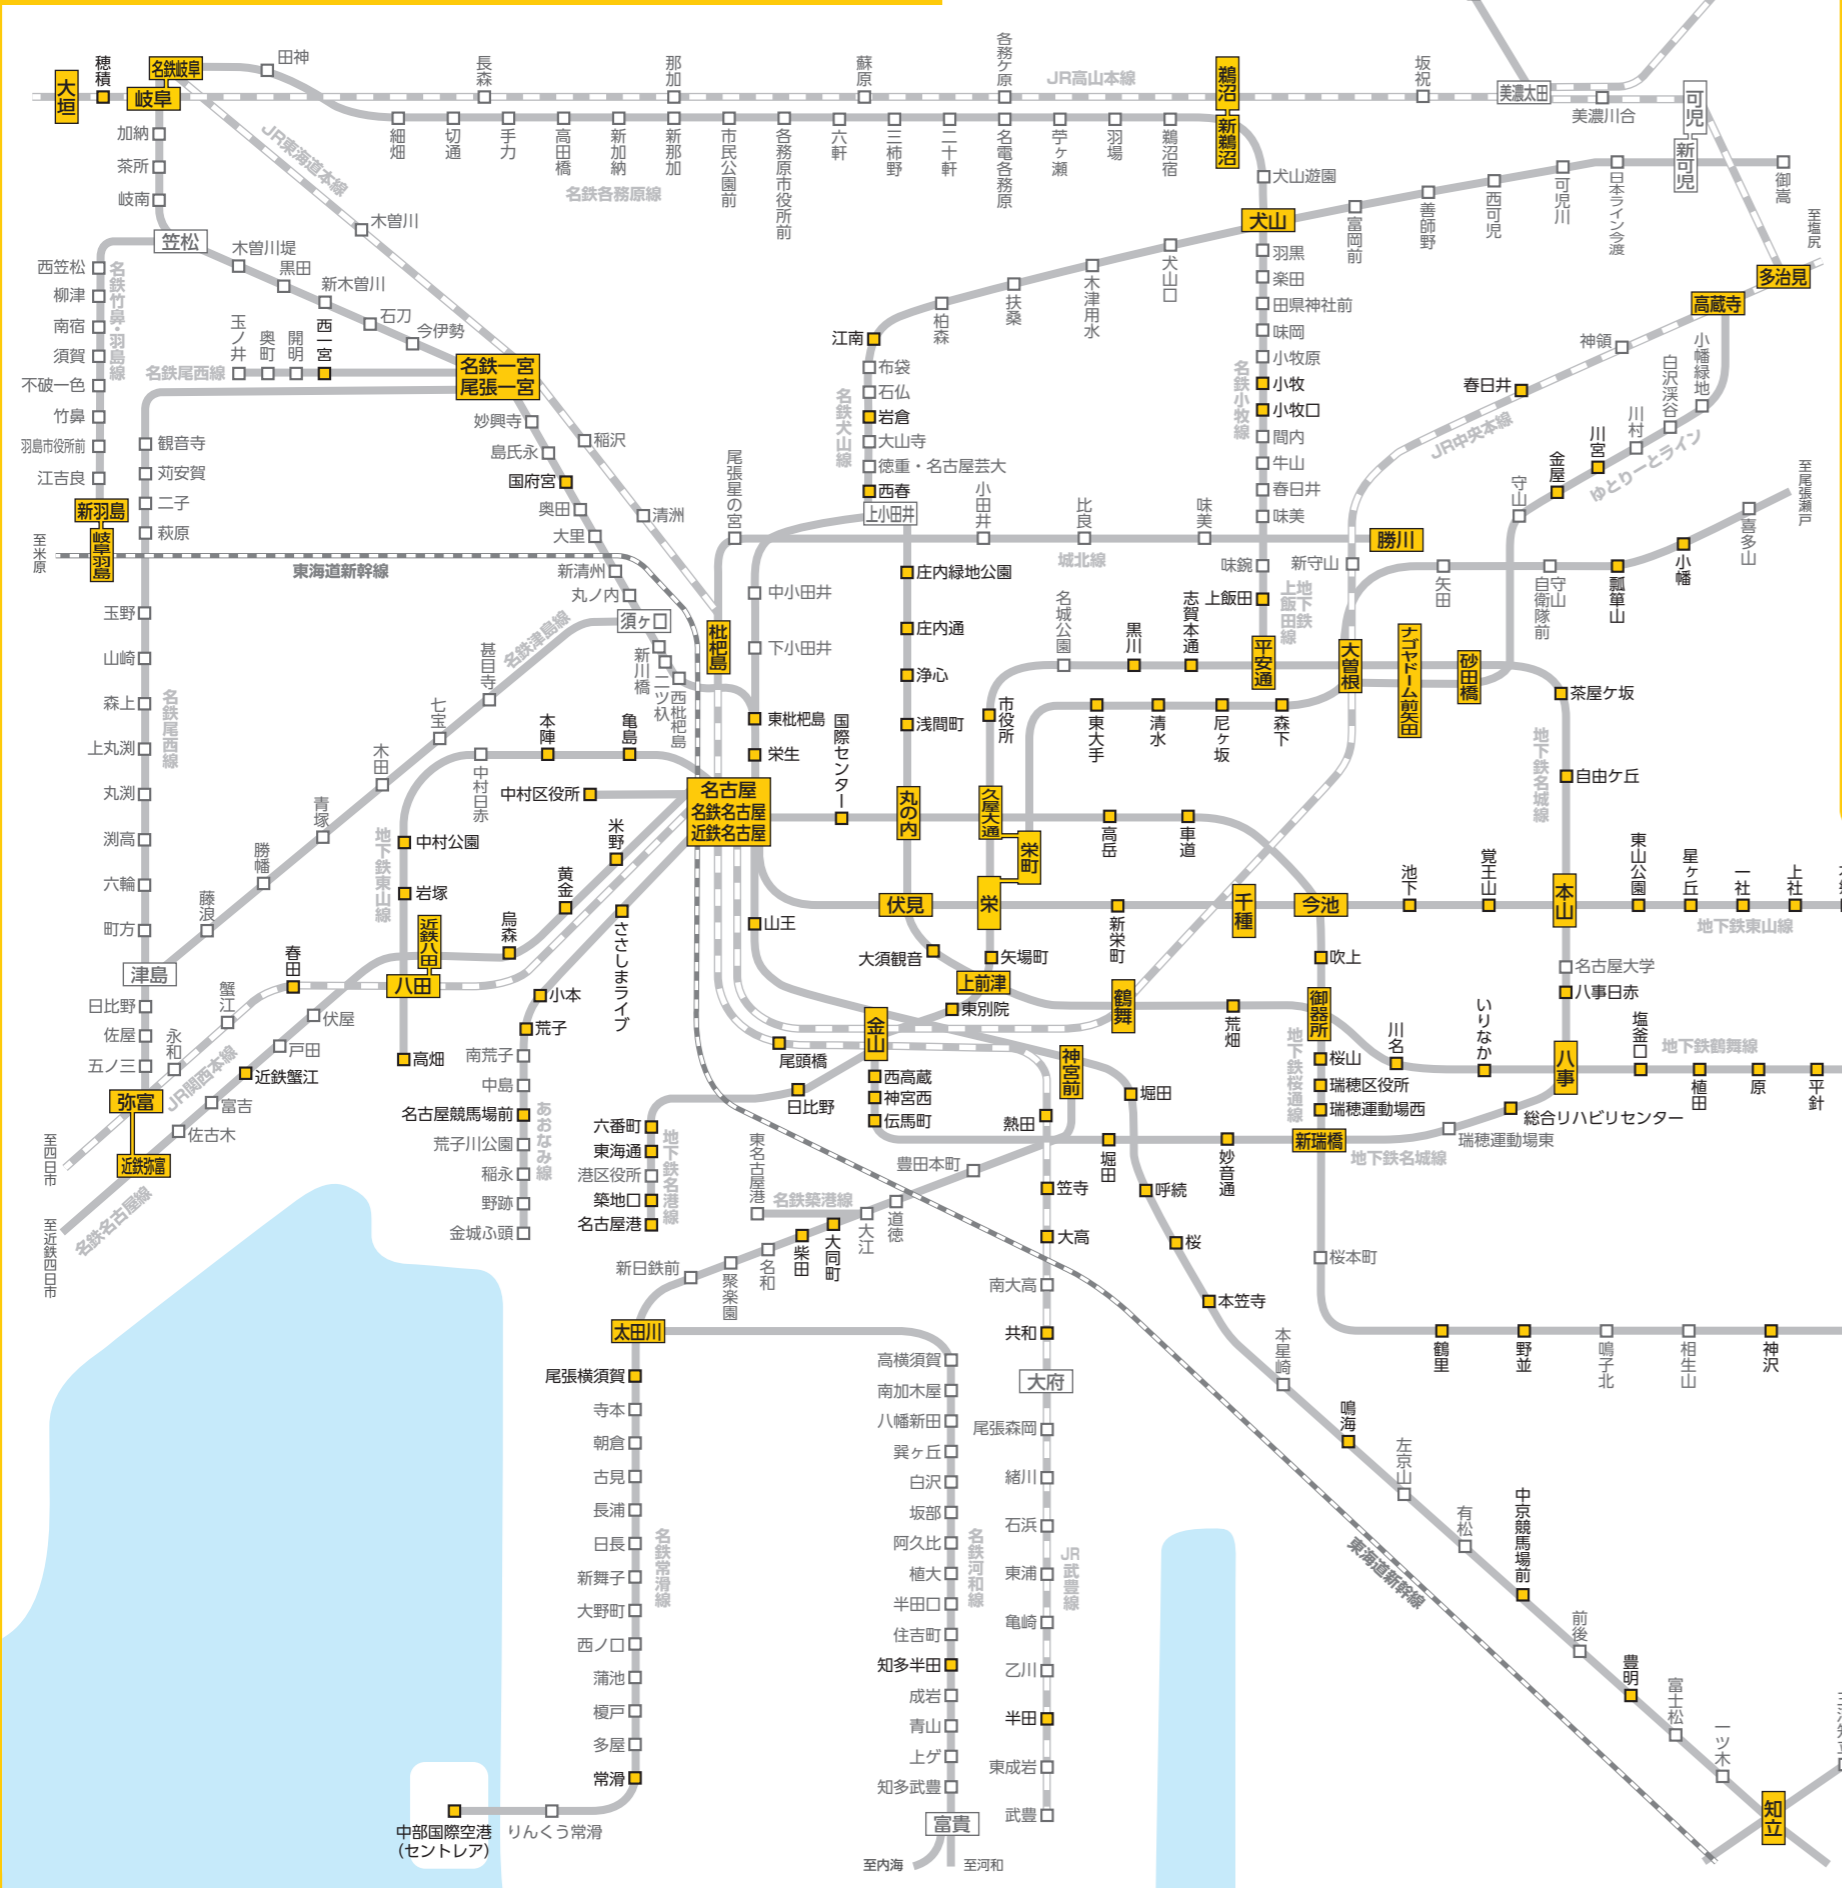 大垣
穂積
名鉄岐阜
岐阜
田神
長森
那加
蘇原
各務ケ原
JR高山本線
鵜沼
新鵜沼
坂祝
美濃太田
美濃川合
可児
新可児
加納
茶所
岐南
JR東海道本線
細畑
切通
手力
高田橋
新加納
新那加
市民公園前
各務原市役所前
六軒
三柿野
二十軒
名電各務原
苧ヶ瀬
羽場
鵜沼宿
名鉄各務原線
犬山遊園
犬山
富岡前
善師野
西可児
可児川
日本ライン今渡
御嵩
至塩尻
多治見
高蔵寺
笠松
木曽川堤
黒田
新木曽川
石刀
今伊勢
木曽川
西笠松
柳津
南宿
須賀
不破一色
竹鼻
羽島市役所前
江吉良
新羽島
岐阜羽島
名鉄竹鼻・羽島線
玉ノ井
奥町
開明
西一宮
名鉄尾西線
名鉄一宮
尾張一宮
観音寺
苅安賀
二子
萩原
至米原
東海道新幹線
妙興寺
島氏永
国府宮
奥田
大里
新清州
丸ノ内
須ヶ口
稲沢
清洲
尾張星の宮
江南
柏森
扶桑
木津用水
犬山口
布袋
石仏
岩倉
大山寺
徳重・名古屋芸大
西春
上小田井
名鉄犬山線
羽黒
楽田
田県神社前
味岡
小牧原
小牧
小牧口
間内
牛山
春日井
味美
味鋺
上飯田
名鉄小牧線
小田井
比良
味美
城北線
勝川
神領
春日井
JR中央本線
新守山
小幡緑地
白沢渓谷
川村
川宮
金屋
守山
ゆとりーとライン
至尾張瀬戸
喜多山
小幡
瓢箪山
守山自衛隊前
矢田
玉野
山崎
森上
上丸渕
丸渕
渕高
六輪
町方
名鉄尾西線
名鉄津島線
甚目寺
七宝
木田
青塚
勝幡
藤浪
津島
新川橋
二ツ杁
西枇杷島
枇杷島
中小田井
下小田井
東枇杷島
栄生
庄内緑地公園
庄内通
浄心
浅間町
国際センター
名城公園
黒川
志賀本通
平安通
上飯田線
地下鉄
大曽根
ナゴヤドーム前矢田
砂田橋
茶屋ケ坂
自由ケ丘
地下鉄名城線
市役所
東大手
清水
尼ヶ坂
森下
中村日赤
本陣
亀島
中村区役所
名古屋
名鉄名古屋
近鉄名古屋
丸の内
久屋大通
栄町
高岳
車道
中村公園
岩塚
地下鉄東山線
米野
黄金
烏森
ささしまライブ
近鉄八田
八田
春田
小本
荒子
高畑
山王
伏見
栄
新栄町
千種
今池
池下
覚王山
本山
東山公園
星ヶ丘
一社
上社
地下鉄東山線
大須観音
矢場町
上前津
東別院
鶴舞
吹上
荒畑
御器所
川名
いりなか
八事
塩釜口
植田
原
平針
地下鉄鶴舞線
名古屋大学
八事日赤
日比野
佐屋
五ノ三
弥富
近鉄弥富
永和
蟹江
伏屋
戸田
近鉄蟹江
富吉
佐古木
JR関西本線
至四日市
至近鉄四日市
名鉄名古屋線
南荒子
中島
名古屋競馬場前
荒子川公園
稲永
野跡
金城ふ頭
あおなみ線
尾頭橋
金山
日比野
六番町
東海通
港区役所
築地口
名古屋港
地下鉄名港線
西高蔵
神宮西
伝馬町
神宮前
熱田
堀田
堀田
妙音通
新瑞橋
桜山
瑞穂区役所
瑞穂運動場西
地下鉄桜通線
総合リハビリセンター
瑞穂運動場東
地下鉄名城線
東名古屋港
名鉄築港線
豊田本町
道徳
大江
大同町
柴田
名和
聚楽園
新日鉄前
太田川
笠寺
大高
南大高
共和
大府
呼続
桜
本笠寺
本星崎
鳴海
左京山
有松
中京競馬場前
前後
豊明
富士松
一ツ木
知立
桜本町
鶴里
野並
鳴子北
相生山
神沢
尾張横須賀
寺本
朝倉
古見
長浦
日長
新舞子
大野町
西ノ口
蒲池
榎戸
多屋
常滑
名鉄常滑線
中部国際空港
（セントレア）
りんくう常滑
高横須賀
南加木屋
八幡新田
巽ヶ丘
白沢
坂部
阿久比
植大
半田口
住吉町
知多半田
成岩
青山
上ゲ
知多武豊
富貴
名鉄河和線
至内海
至河和
尾張森岡
緒川
石浜
東浦
亀崎
乙川
半田
東成岩
武豊
JR武豊線
東海道新幹線